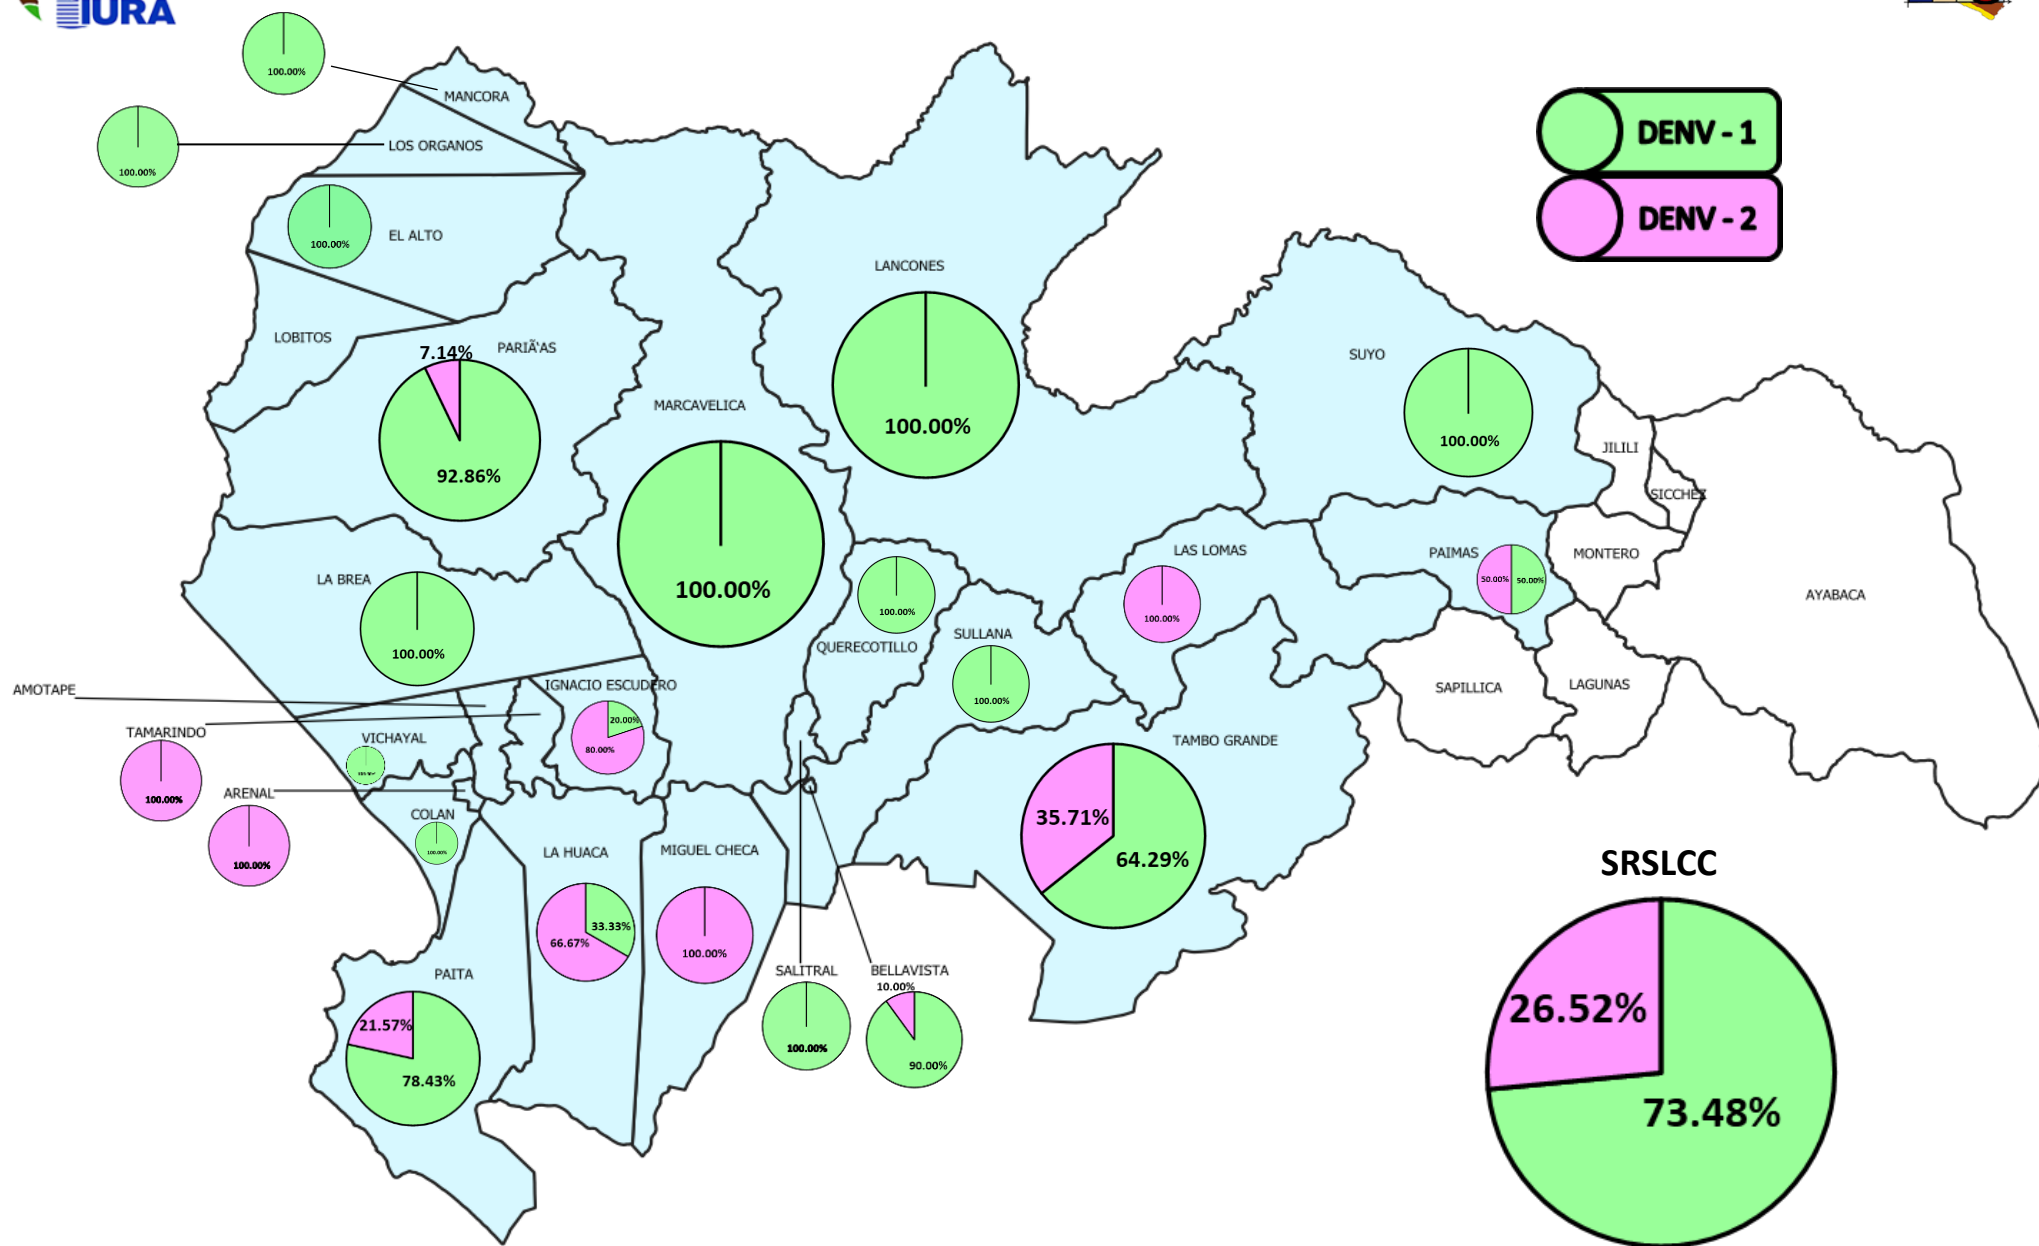 IURA
100.00%
MANCORA
100.00%
LOS ORGANOS
DENV - 1
DENV - 2
100.00%
EL ALTO
LANCONES
100.00%
LOBITOS
PARIÃ'AS
7.14%
92.86%
SUYO
100.00%
MARCAVELICA
100.00%
JILILI
SICCHEZ
MONTERO
AYABACA
LAS LOMAS
100.00%
PAIMAS
50.00%
50.00%
LA BREA
100.00%
100.00%
QUERECOTILLO
SULLANA
100.00%
SAPILLICA
LAGUNAS
AMOTAPE
IGNACIO ESCUDERO
20.00%
80.00%
TAMARINDO
100.00%
VICHAYAL
ARENAL
100.00%
COLAN
100.00%
TAMBO GRANDE
35.71%
64.29%
LA HUACA
33.33%
66.67%
MIGUEL CHECA
100.00%
SALITRAL
100.00%
BELLAVISTA
10.00%
90.00%
PAITA
21.57%
78.43%
SRSLCC
26.52%
73.48%